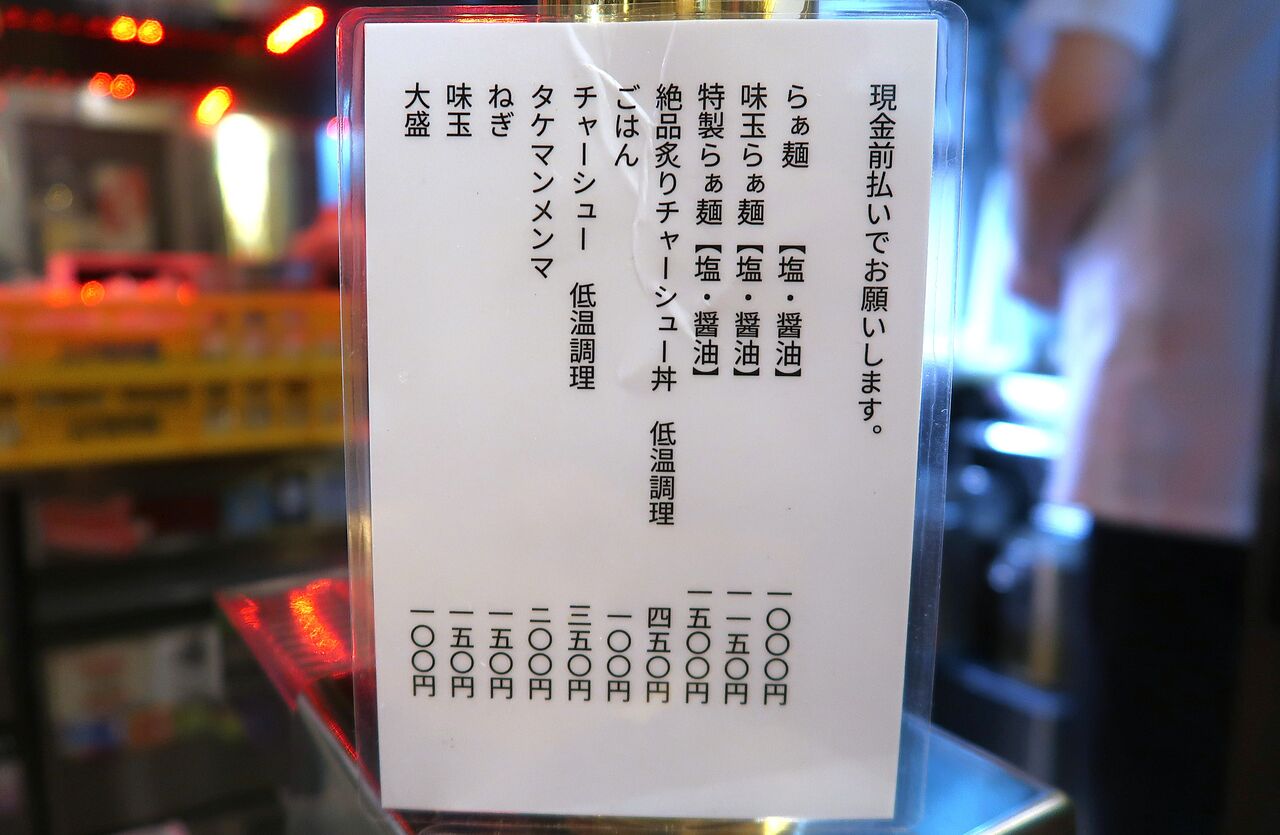 現金前払いでお願いします。
らぁ麺 【塩・醤油】 一〇〇〇円
味玉らぁ麺【塩・醤油】 一一五〇円
特製らぁ麺【塩・醤油】 一五〇〇円
絶品炙りチャーシュー丼 低温調理 四五〇円
ごはん 一〇〇円
チャーシュー 低温調理 三五〇円
タケマンメンマ 二〇〇円
ねぎ 一五〇円
味玉 一五〇円
大盛 一〇〇円